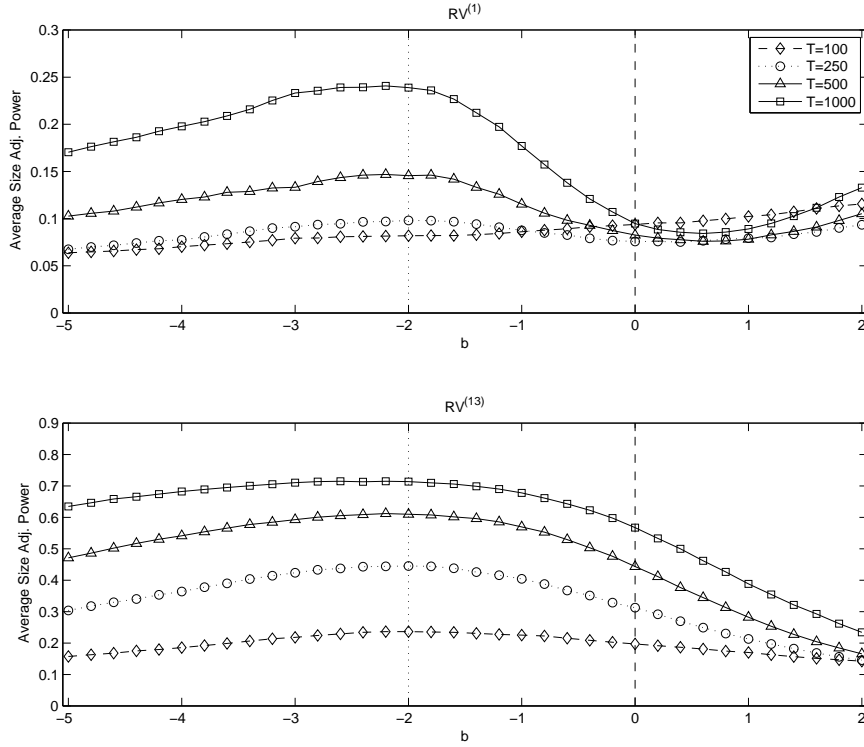 RV(1)
0.3
0.25
0.2
0.15
0.1
0.05
0
Average Size Adj. Power
−5 −4 −3 −2 −1 0 1 2
b
T=100
T=250
T=500
T=1000
RV(13)
0.9
0.8
0.7
0.6
0.5
0.4
0.3
0.2
0.1
0
Average Size Adj. Power
−5 −4 −3 −2 −1 0 1 2
b